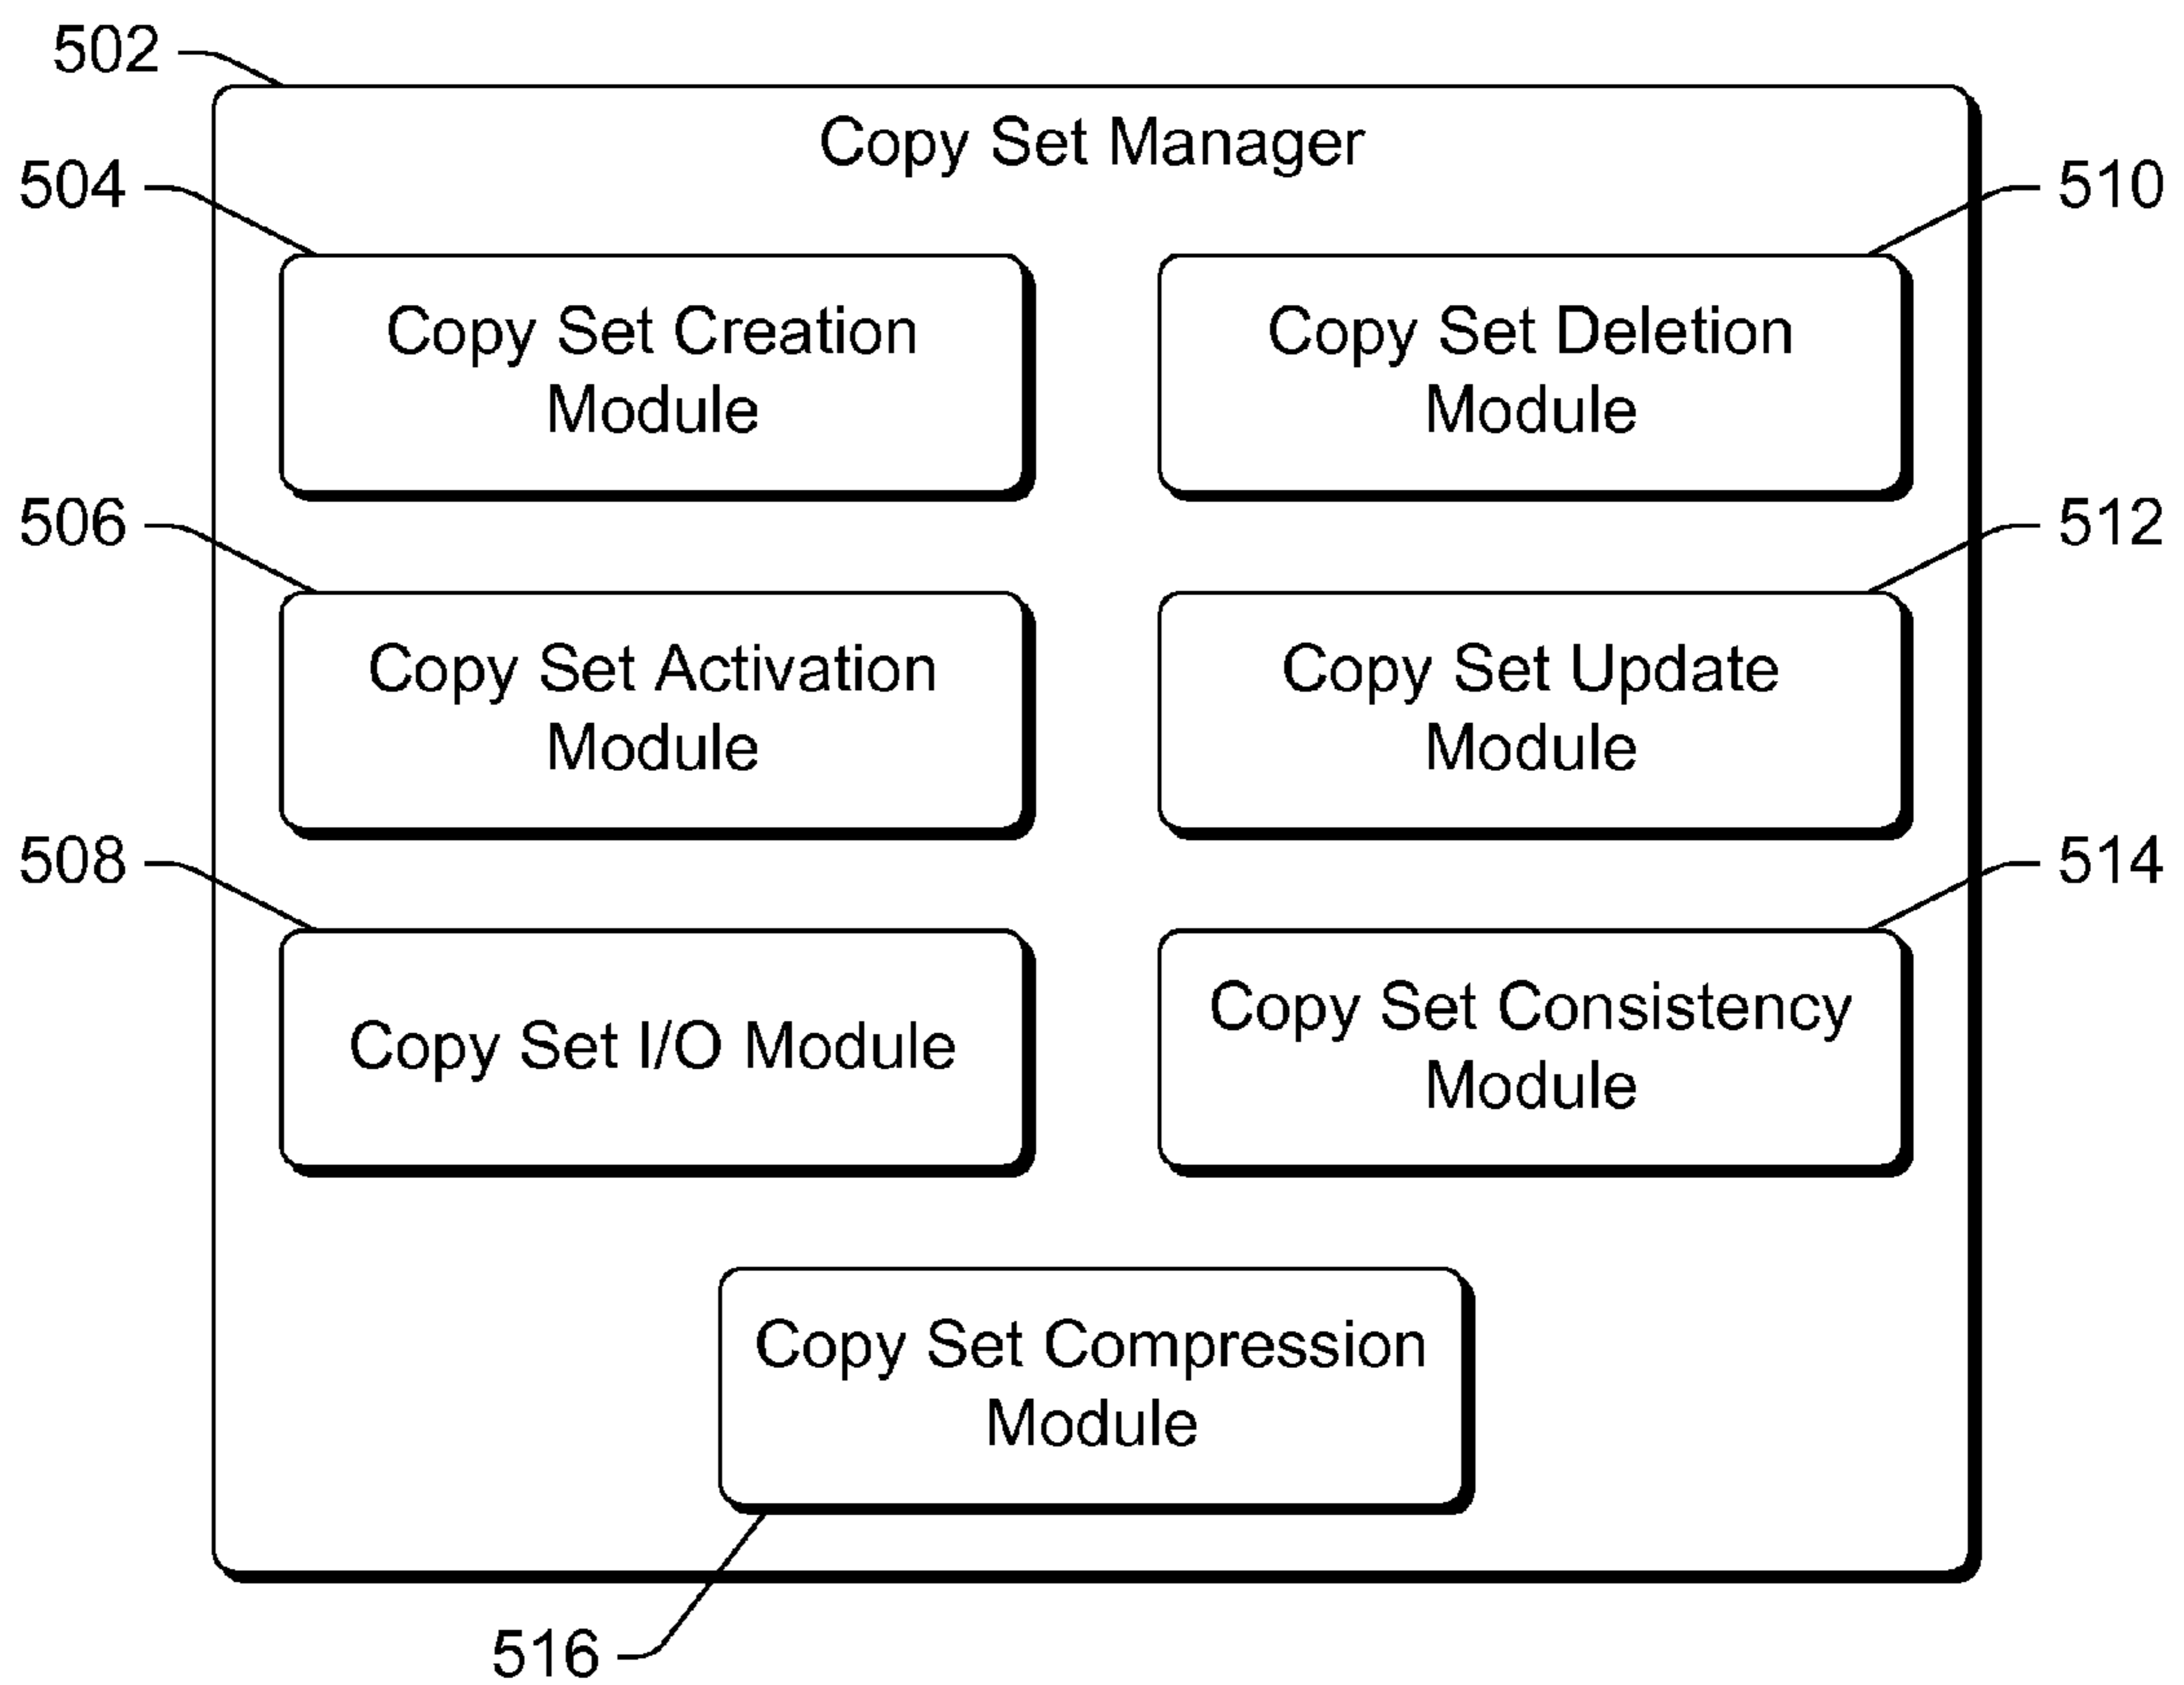 502
Copy Set Manager
504
510
Copy Set Creation
Module
Copy Set Deletion
Module
506
512
Copy Set Activation
Module
Copy Set Update
Module
508
514
Copy Set I/O Module
Copy Set Consistency
Module
Copy Set Compression
Module
516